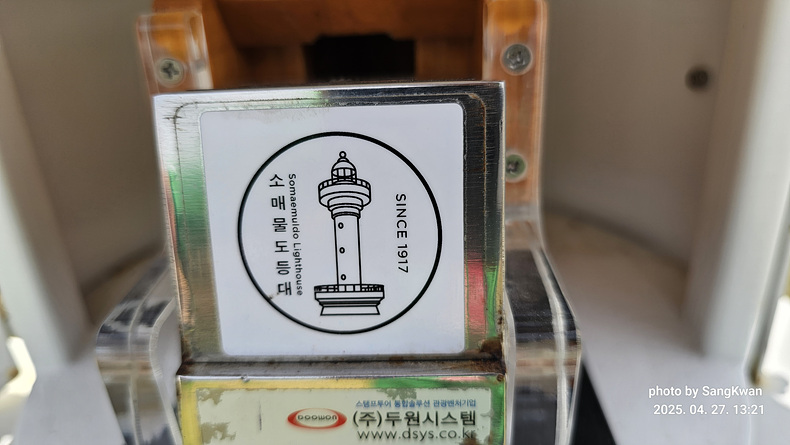 소매물도등대
Somaemuldo Lighthouse
SINCE 1917
스탬프투어 통합솔루션 관광벤처기업
DOOWON
(주)두원시스템
www.dsys.co.kr
photo by SangKwan
2025. 04. 27. 13:21